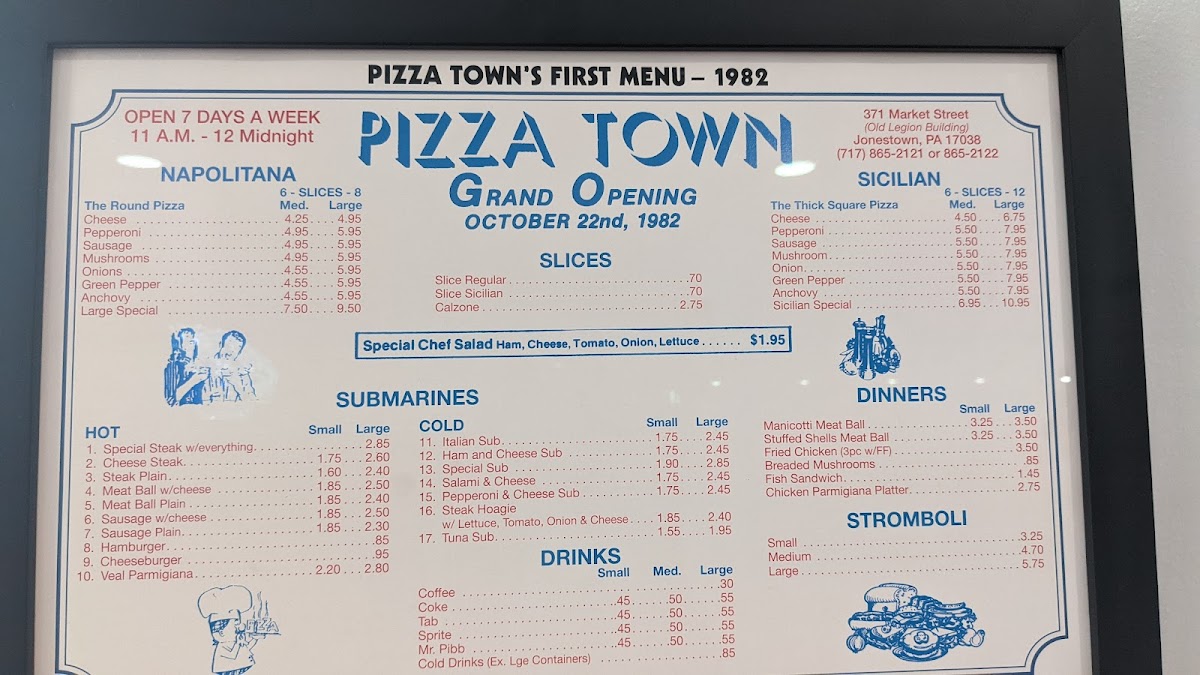 PIZZA TOWN'S FIRST MENU – 1982
OPEN 7 DAYS A WEEK
11 A.M. - 12 Midnight
PIZZA TOWN
GRAND OPENING
OCTOBER 22nd, 1982
371 Market Street
(Old Legion Building)
Jonestown, PA 17038
(717) 865-2121 or 865-2122
NAPOLITANA
6 - SLICES - 8
The Round Pizza Med. Large
Cheese 4.25 4.95
Pepperoni 4.95 5.95
Sausage 4.95 5.95
Mushrooms 4.95 5.95
Onions 4.55 5.95
Green Pepper 4.55 5.95
Anchovy 4.55 5.95
Large Special 7.50 9.50
SLICES
Slice Regular .70
Slice Sicilian .70
Calzone 2.75
SICILIAN
6 - SLICES - 12
The Thick Square Pizza Med. Large
Cheese 4.50 6.75
Pepperoni 5.50 7.95
Sausage 5.50 7.95
Mushroom 5.50 7.95
Onion 5.50 7.95
Green Pepper 5.50 7.95
Anchovy 5.50 7.95
Sicilian Special 6.95 10.95
Special Chef Salad Ham, Cheese, Tomato, Onion, Lettuce $1.95
SUBMARINES
HOT Small Large
1. Special Steak w/everything 2.85
2. Cheese Steak 1.75 2.60
3. Steak Plain 1.60 2.40
4. Meat Ball w/cheese 1.85 2.50
5. Meat Ball Plain 1.85 2.40
6. Sausage w/cheese 1.85 2.50
7. Sausage Plain 1.85 2.30
8. Hamburger .85
9. Cheeseburger .95
10. Veal Parmigiana 2.20 2.80
COLD Small Large
11. Italian Sub 1.75 2.45
12. Ham and Cheese Sub 1.75 2.45
13. Special Sub 1.90 2.85
14. Salami & Cheese 1.75 2.45
15. Pepperoni & Cheese Sub 1.75 2.45
16. Steak Hoagie
w/ Lettuce, Tomato, Onion & Cheese 1.85 2.40
17. Tuna Sub 1.55 1.95
DRINKS
Small Med. Large
Coffee .30
Coke .45 .50 .55
Tab .45 .50 .55
Sprite .45 .50 .55
Mr. Pibb .45 .50 .55
Cold Drinks (Ex. Lge Containers) .85
DINNERS
Small Large
Manicotti Meat Ball 3.25 3.50
Stuffed Shells Meat Ball 3.25 3.50
Fried Chicken (3pc w/FF) 3.50
Breaded Mushrooms .85
Fish Sandwich 1.45
Chicken Parmigiana Platter 2.75
STROMBOLI
Small 3.25
Medium 4.70
Large 5.75
PIZZA